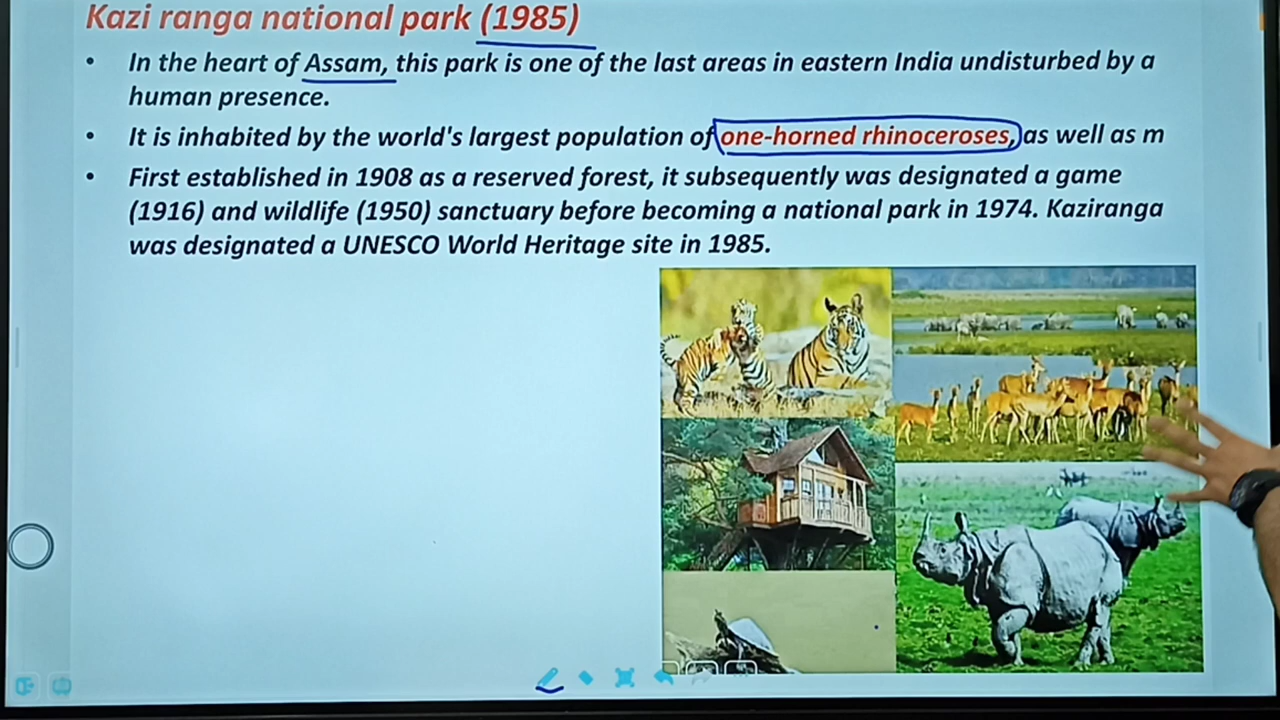 Kazi ranga national park (1985)
• In the heart of Assam, this park is one of the last areas in eastern India undisturbed by a
human presence.
• It is inhabited by the world's largest population of one-horned rhinoceroses, as well as m
• First established in 1908 as a reserved forest, it subsequently was designated a game
(1916) and wildlife (1950) sanctuary before becoming a national park in 1974. Kaziranga
was designated a UNESCO World Heritage site in 1985.